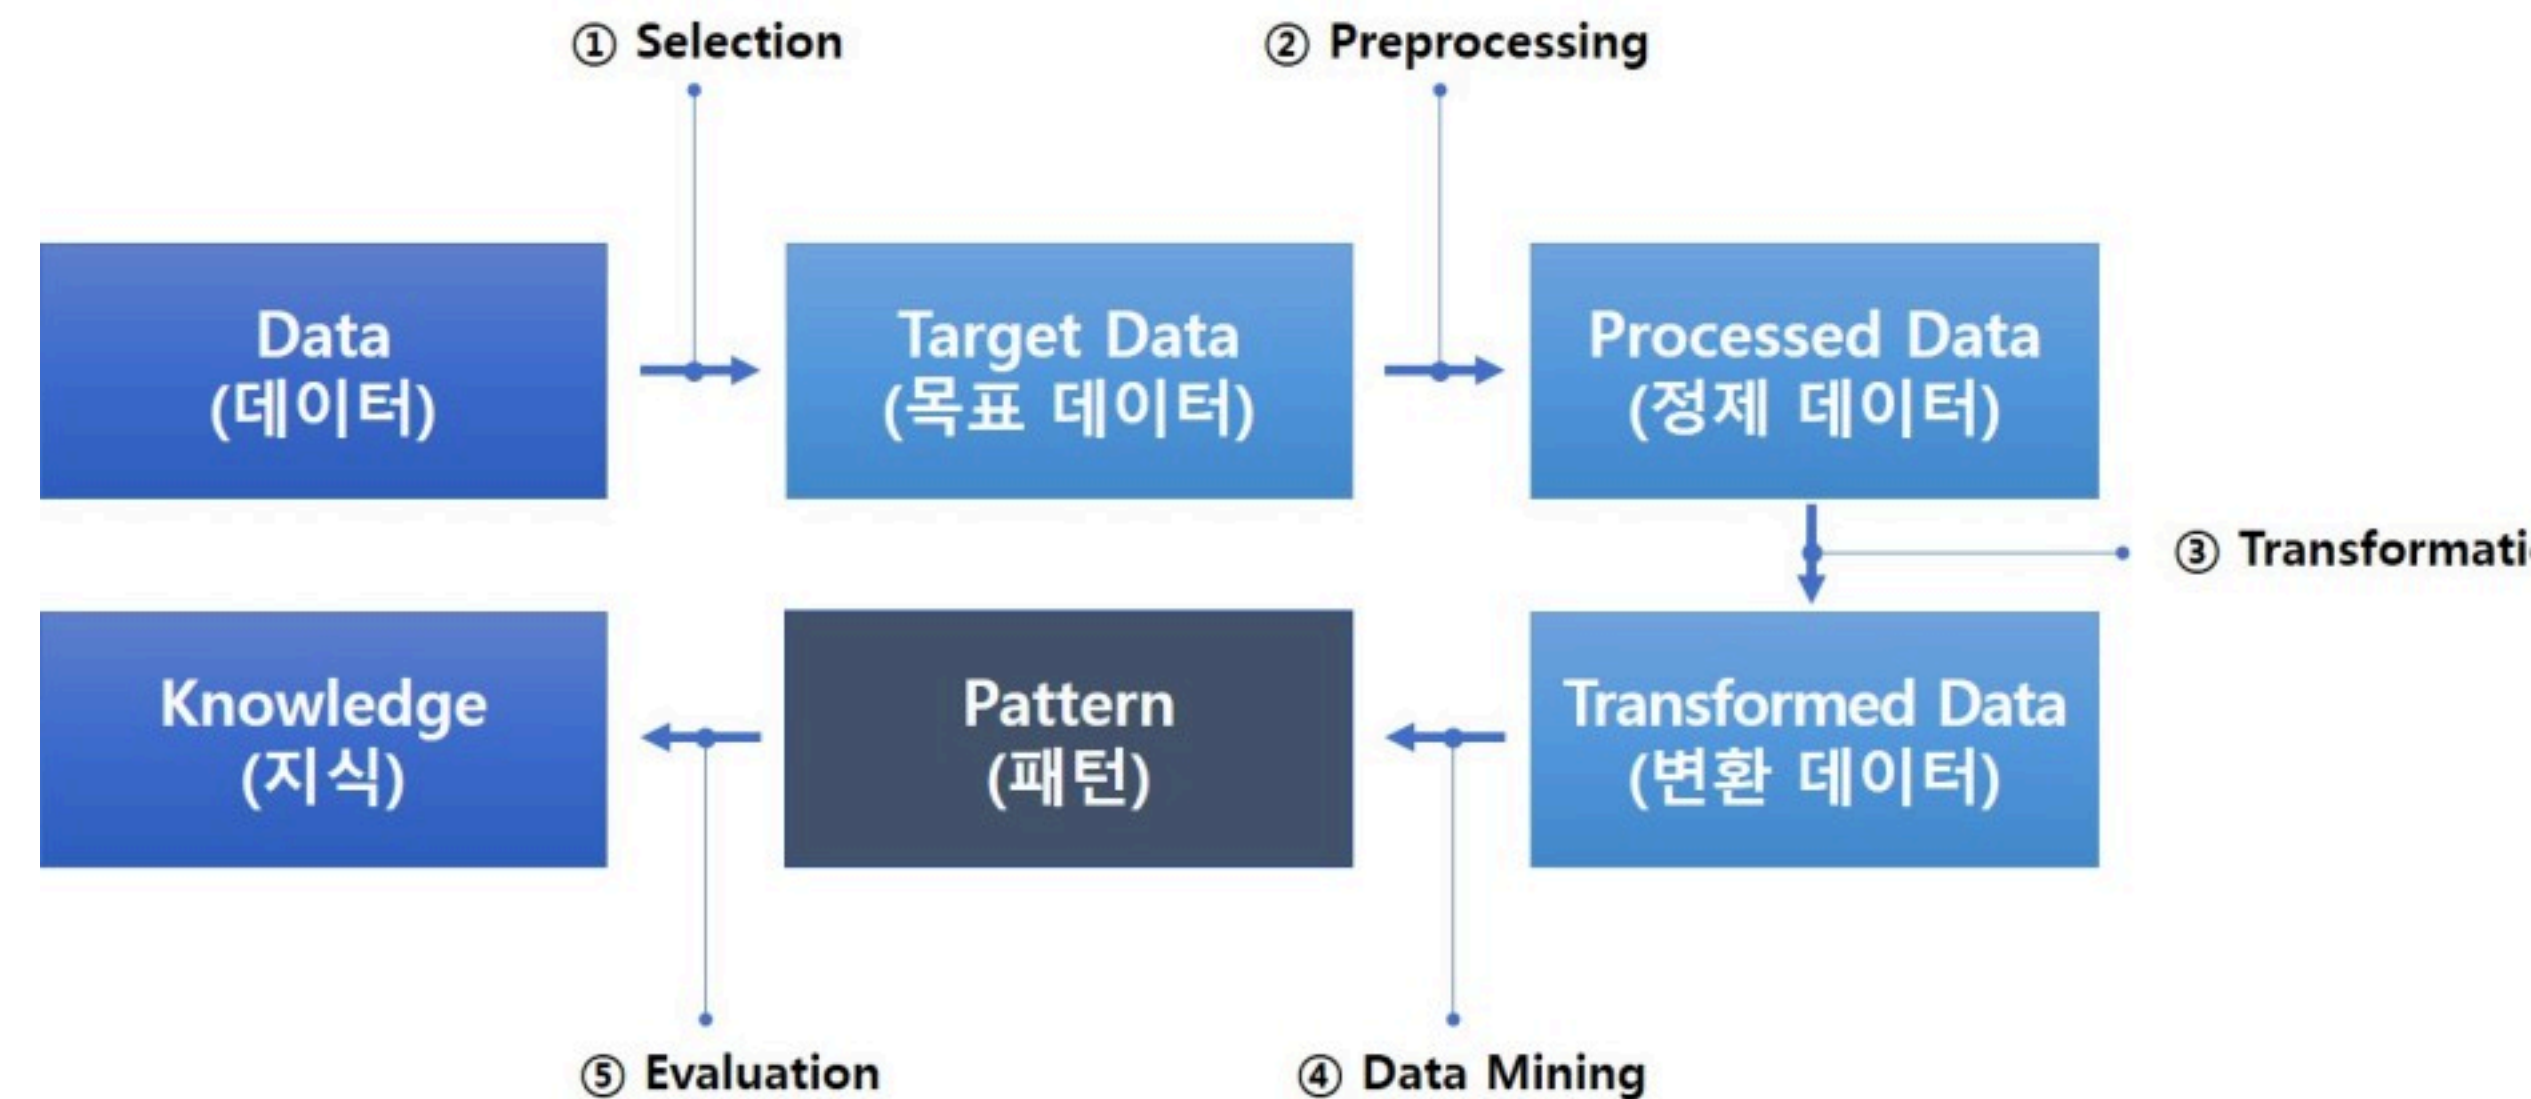 ① Selection
② Preprocessing
Data
(데이터)
Target Data
(목표 데이터)
Processed Data
(정제 데이터)
③ Transformati
Knowledge
(지식)
Pattern
(패턴)
Transformed Data
(변환 데이터)
⑤ Evaluation
④ Data Mining